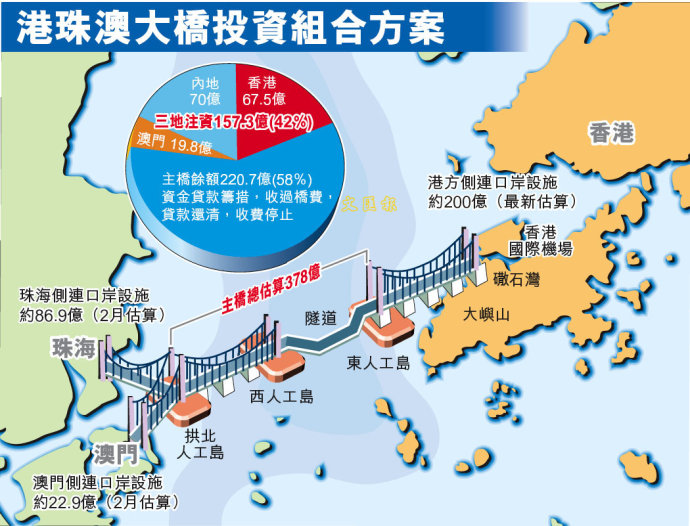 港珠澳大橋投資組合方案
內地
70億
香港
67.5億
三地注資157.3億(42%)
澳門 19.8億
主橋餘額220.7億(58%)
資金貸款籌措，收過橋費，
貸款還清，收費停止
文匯報
香港
港方側連口岸設施
約200億（最新估算）
香港
國際機場
磡石灣
大嶼山
主橋總估算378億
珠海側連口岸設施
約86.9億（2月估算）
珠海
隧道
東人工島
西人工島
拱北
人工島
澳門
澳門側連口岸設施
約22.9億（2月估算）